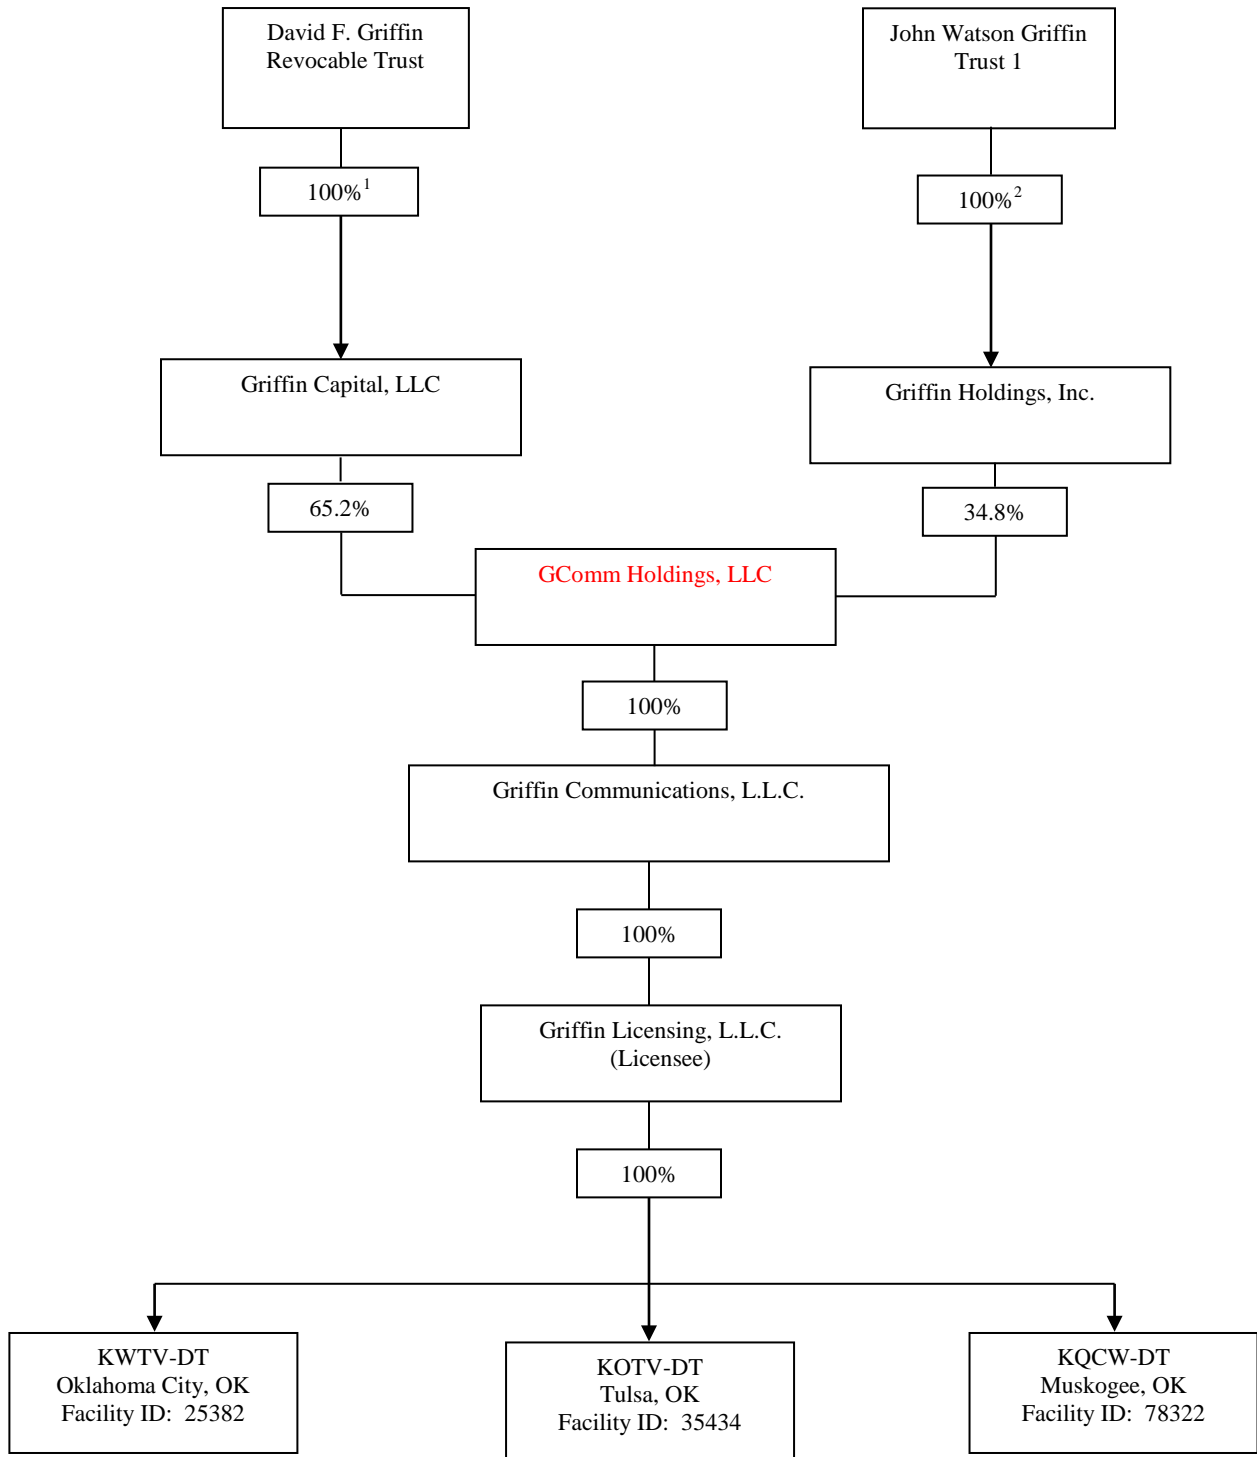 David F. Griffin
Revocable Trust
John Watson Griffin
Trust 1
100%1
100%2
Griffin Capital, LLC
Griffin Holdings, Inc.
65.2%
34.8%
GComm Holdings, LLC
100%
Griffin Communications, L.L.C.
100%
Griffin Licensing, L.L.C.
(Licensee)
100%
KWTV-DT
Oklahoma City, OK
Facility ID:  25382
KOTV-DT
Tulsa, OK
Facility ID:  35434
KQCW-DT
Muskogee, OK
Facility ID:  78322